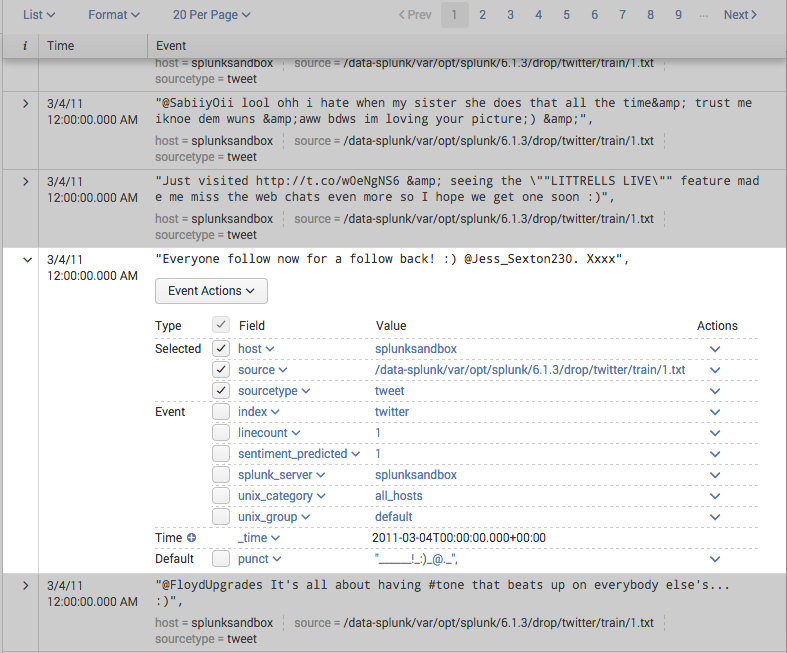 List Format 20 Per Page < Prev 1 2 3 4 5 6 7 8 9 ... Next >
i Time Event
host = splunksandbox source = /data-splunk/var/opt/splunk/6.1.3/drop/twitter/train/1.txt
sourcetype = tweet
3/4/11 "@SabiiyOii lool ohh i hate when my sister she does that all the time&amp; trust me
12:00:00.000 AM iknoe dem wuns &amp;aww bdws im loving your picture;) &amp;",
host = splunksandbox source = /data-splunk/var/opt/splunk/6.1.3/drop/twitter/train/1.txt
sourcetype = tweet
3/4/11 "Just visited http://t.co/w0eNgNS6 &amp; seeing the \""LITTRELLS LIVE\"" feature mad
12:00:00.000 AM e me miss the web chats even more so I hope we get one soon :)",
host = splunksandbox source = /data-splunk/var/opt/splunk/6.1.3/drop/twitter/train/1.txt
sourcetype = tweet
3/4/11 "Everyone follow now for a follow back! :) @Jess_Sexton230. Xxxx",
12:00:00.000 AM
Event Actions
Type Field Value Actions
Selected host splunksandbox
source /data-splunk/var/opt/splunk/6.1.3/drop/twitter/train/1.txt
sourcetype tweet
Event index twitter
linecount 1
sentiment_predicted 1
splunk_server splunksandbox
unix_category all_hosts
unix_group default
Time _time 2011-03-04T00:00:00.000+00:00
Default punct "______!_:)_@._",
3/4/11 "@FloydUpgrades It's all about having #tone that beats up on everybody else's...
12:00:00.000 AM :)",
host = splunksandbox source = /data-splunk/var/opt/splunk/6.1.3/drop/twitter/train/1.txt
sourcetype = tweet